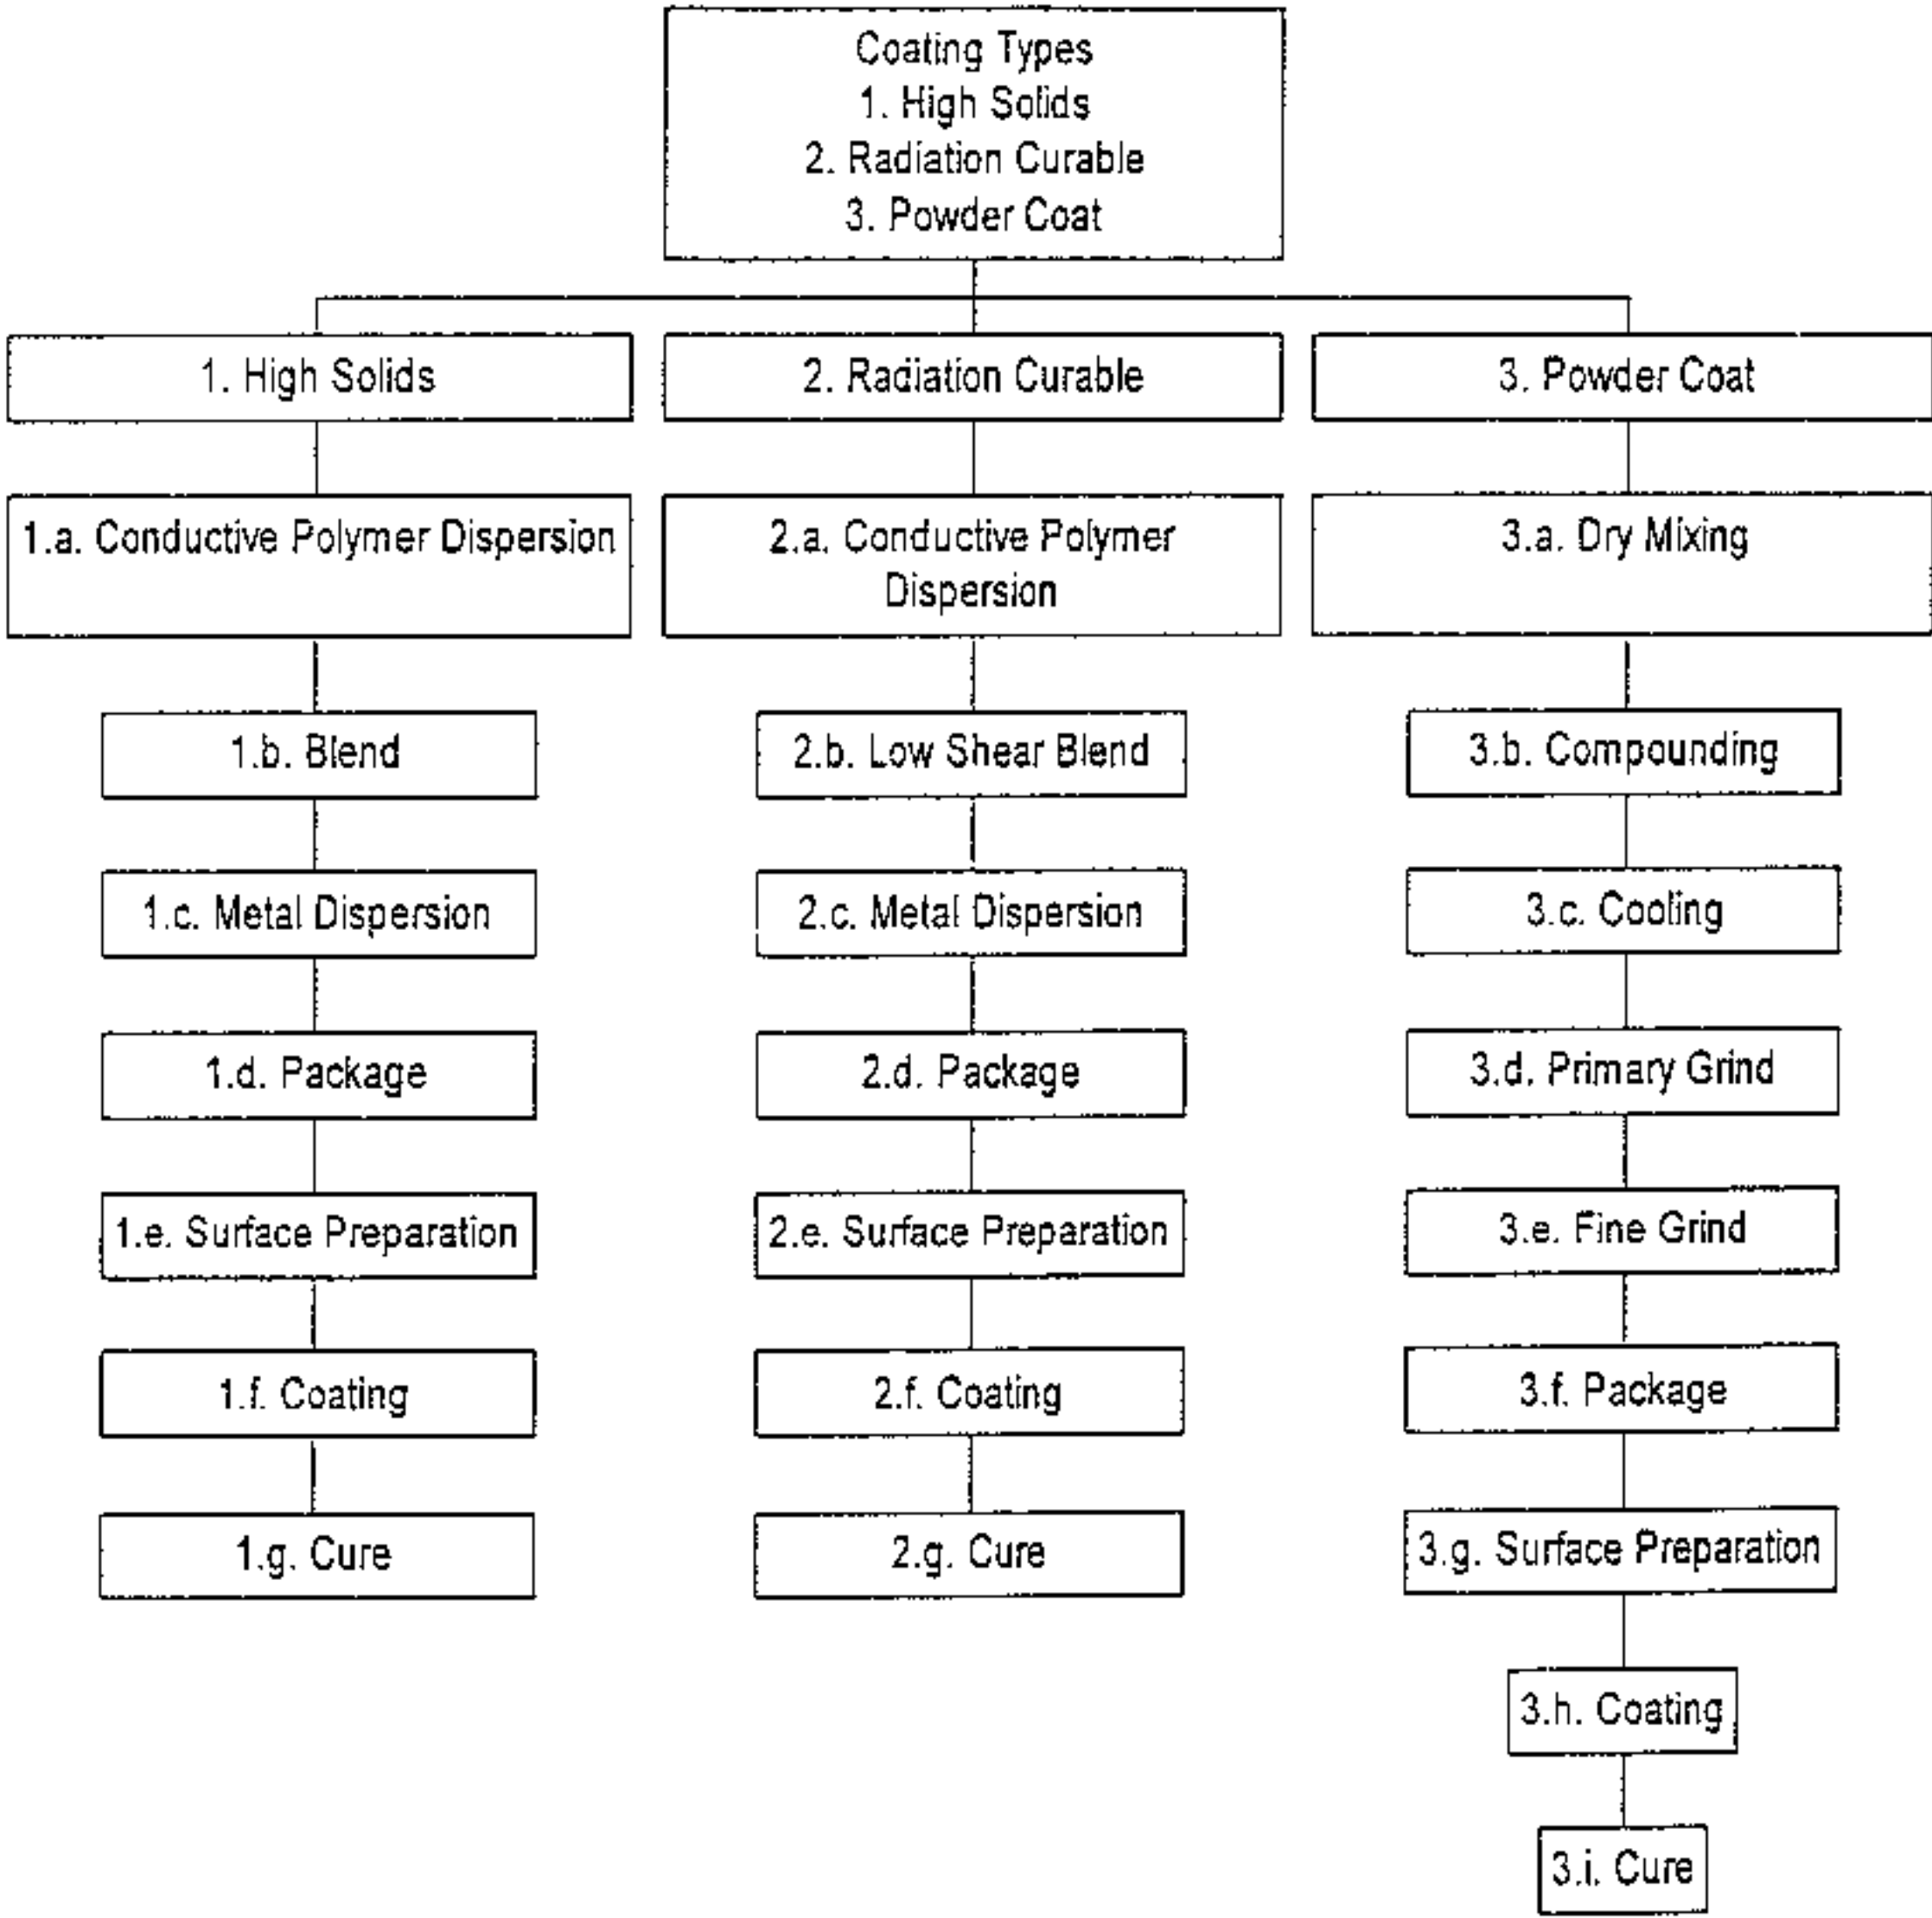 Coating Types
1. High Solids
2. Radiation Curable
3. Powder Coat
1. High Solids
2. Radiation Curable
3. Powder Coat
1.a. Conductive Polymer Dispersion
2.a. Conductive Polymer
Dispersion
3.a. Dry Mixing
1.b. Blend
2.b. Low Shear Blend
3.b. Compounding
1.c. Metal Dispersion
2.c. Metal Dispersion
3.c. Cooling
1.d. Package
2.d. Package
3.d. Primary Grind
1.e. Surface Preparation
2.e. Surface Preparation
3.e. Fine Grind
1.f. Coating
2.f. Coating
3.f. Package
1.g. Cure
2.g. Cure
3.g. Surface Preparation
3.h. Coating
3.i. Cure